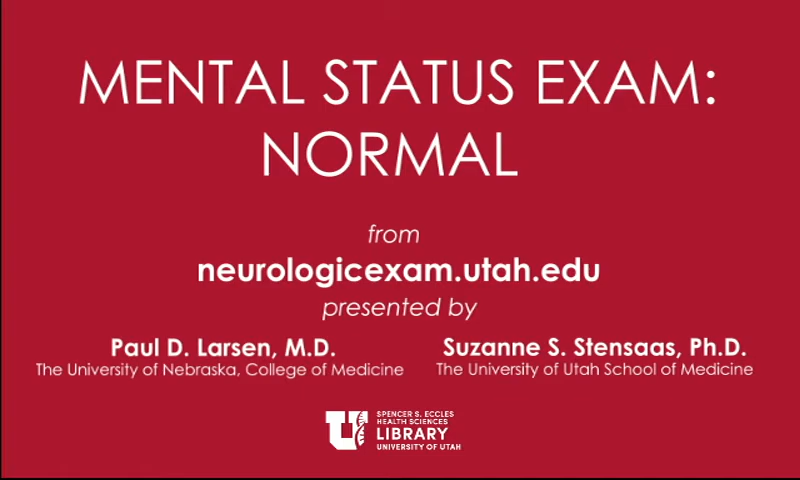 MENTAL STATUS EXAM:
NORMAL
from
neurologicexam.utah.edu
presented by
Paul D. Larsen, M.D.
The University of Nebraska, College of Medicine
Suzanne S. Stensaas, Ph.D.
The University of Utah School of Medicine
U
SPENCER S. ECCLES
HEALTH SCIENCES
LIBRARY
UNIVERSITY OF UTAH